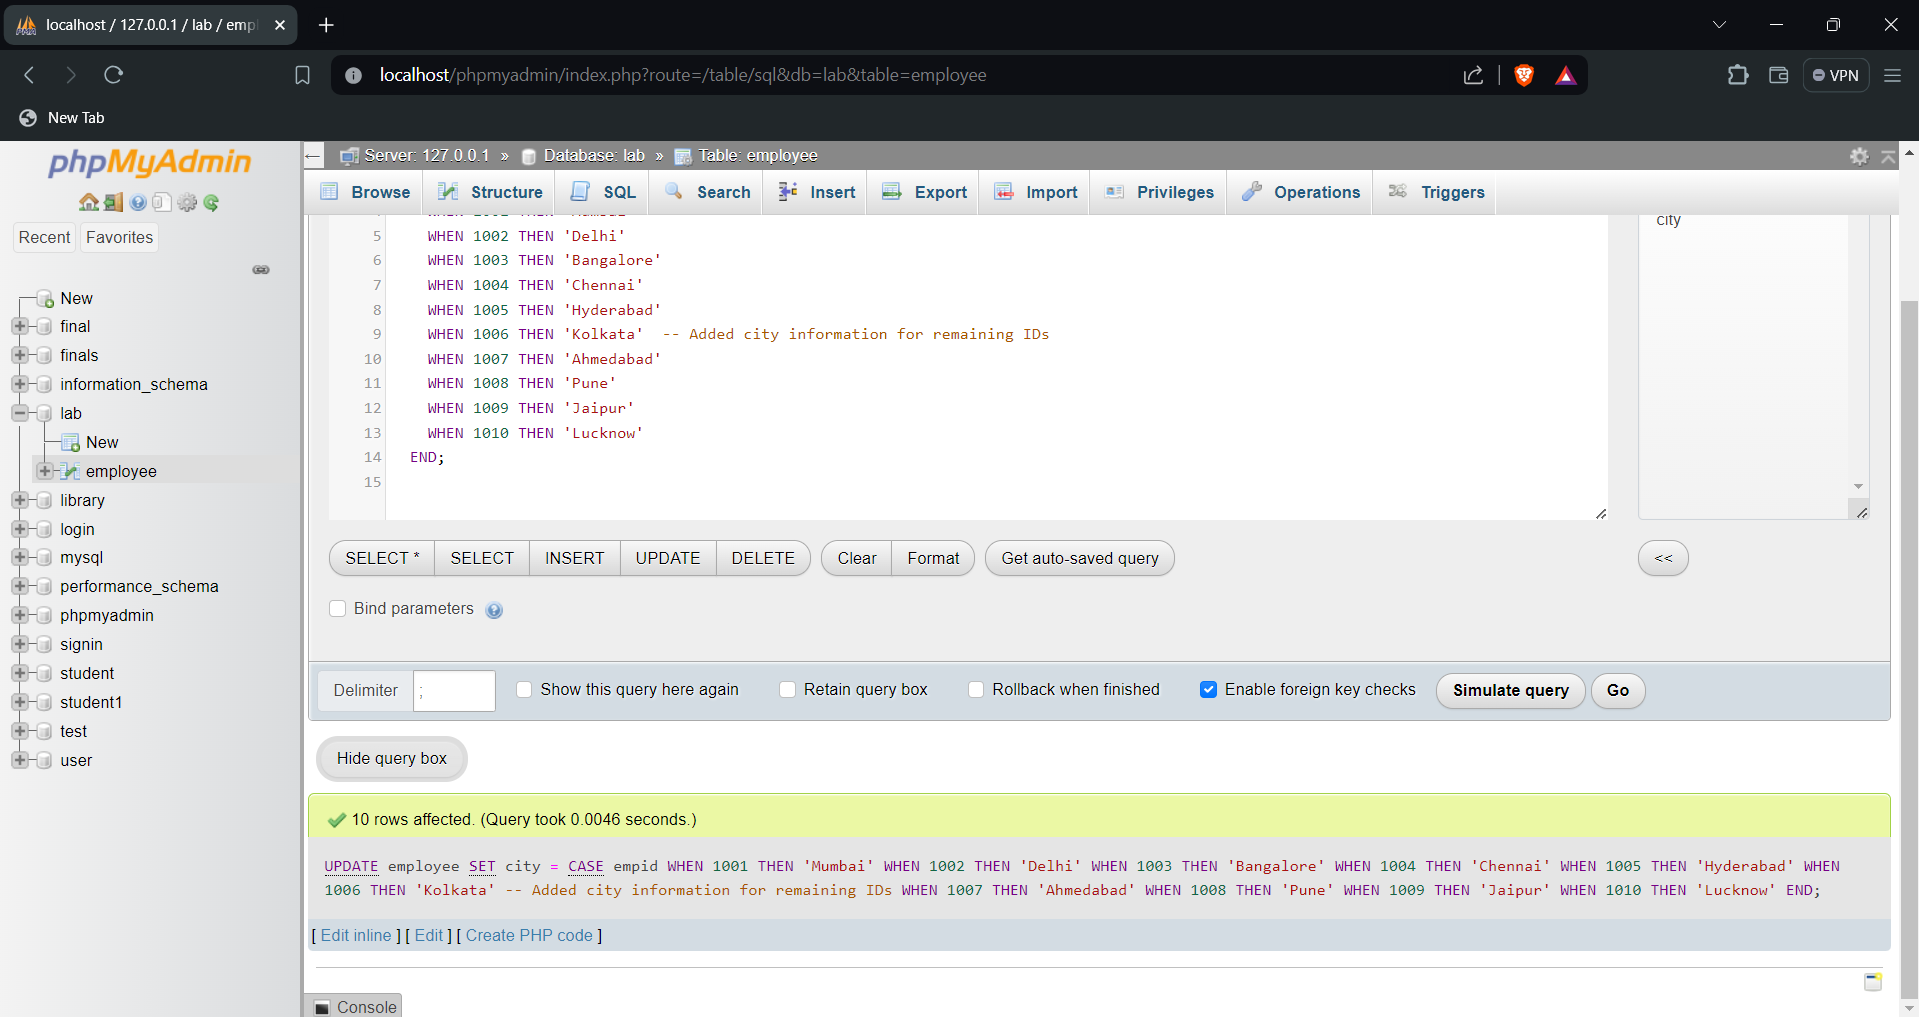 localhost / 127.0.0.1 / lab / emp
localhost/phpmyadmin/index.php?route=/table/sql&db=lab&table=employee
VPN
New Tab
phpMyAdmin
Recent
Favorites
New
final
finals
information_schema
lab
New
employee
library
login
mysql
performance_schema
phpmyadmin
signin
student
student1
test
user
Server: 127.0.0.1 » Database: lab » Table: employee
Browse
Structure
SQL
Search
Insert
Export
Import
Privileges
Operations
Triggers
5 WHEN 1002 THEN 'Delhi'
6 WHEN 1003 THEN 'Bangalore'
7 WHEN 1004 THEN 'Chennai'
8 WHEN 1005 THEN 'Hyderabad'
9 WHEN 1006 THEN 'Kolkata' -- Added city information for remaining IDs
10 WHEN 1007 THEN 'Ahmedabad'
11 WHEN 1008 THEN 'Pune'
12 WHEN 1009 THEN 'Jaipur'
13 WHEN 1010 THEN 'Lucknow'
14 END;
15
city
SELECT *
SELECT
INSERT
UPDATE
DELETE
Clear
Format
Get auto-saved query
<<
Bind parameters
Delimiter
;
Show this query here again
Retain query box
Rollback when finished
Enable foreign key checks
Simulate query
Go
Hide query box
10 rows affected. (Query took 0.0046 seconds.)
UPDATE employee SET city = CASE empid WHEN 1001 THEN 'Mumbai' WHEN 1002 THEN 'Delhi' WHEN 1003 THEN 'Bangalore' WHEN 1004 THEN 'Chennai' WHEN 1005 THEN 'Hyderabad' WHEN
1006 THEN 'Kolkata' -- Added city information for remaining IDs WHEN 1007 THEN 'Ahmedabad' WHEN 1008 THEN 'Pune' WHEN 1009 THEN 'Jaipur' WHEN 1010 THEN 'Lucknow' END;
[ Edit inline ] [ Edit ] [ Create PHP code ]
Console